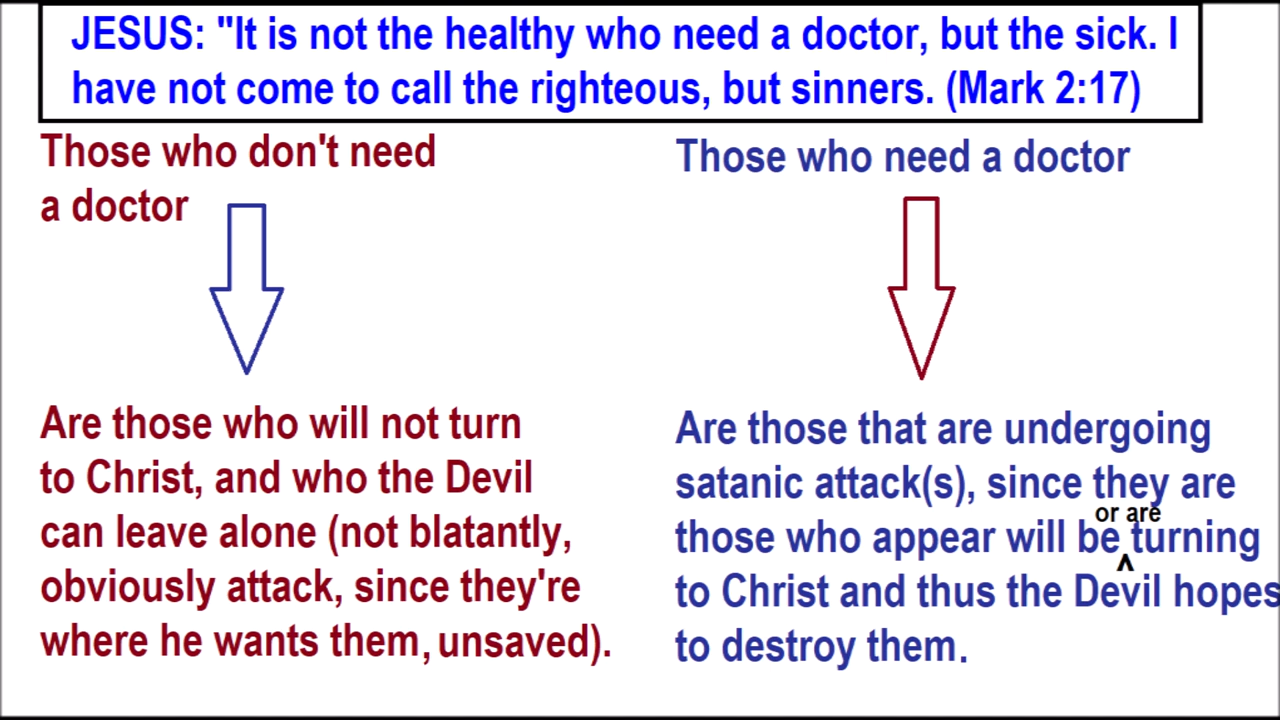 JESUS: "It is not the healthy who need a doctor, but the sick. I
have not come to call the righteous, but sinners. (Mark 2:17)
Those who don't need
a doctor
Are those who will not turn
to Christ, and who the Devil
can leave alone (not blatantly,
obviously attack, since they're
where he wants them, unsaved).
Those who need a doctor
Are those that are undergoing
satanic attack(s), since they are
or are
those who appear will be ^ turning
to Christ and thus the Devil hopes
to destroy them.